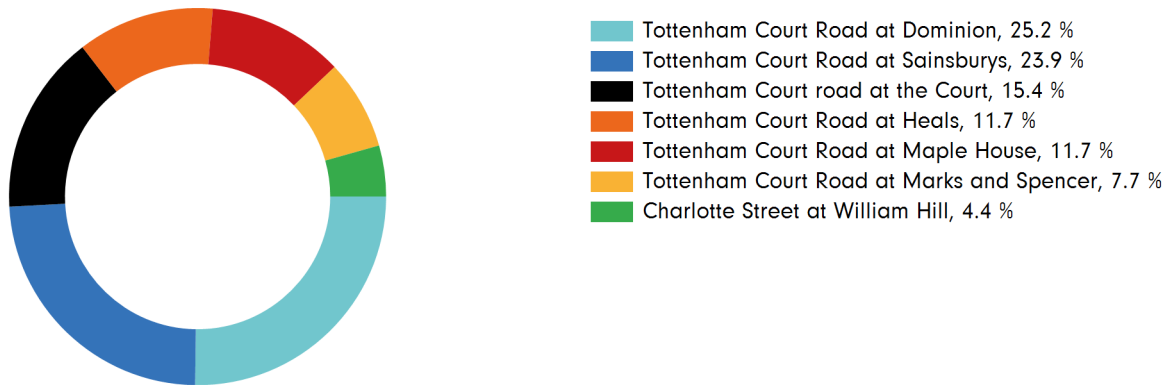 Tottenham Court Road at Dominion, 25.2 %
Tottenham Court Road at Sainsburys, 23.9 %
Tottenham Court road at the Court, 15.4 %
Tottenham Court Road at Heals, 11.7 %
Tottenham Court Road at Maple House, 11.7 %
Tottenham Court Road at Marks and Spencer, 7.7 %
Charlotte Street at William Hill, 4.4 %